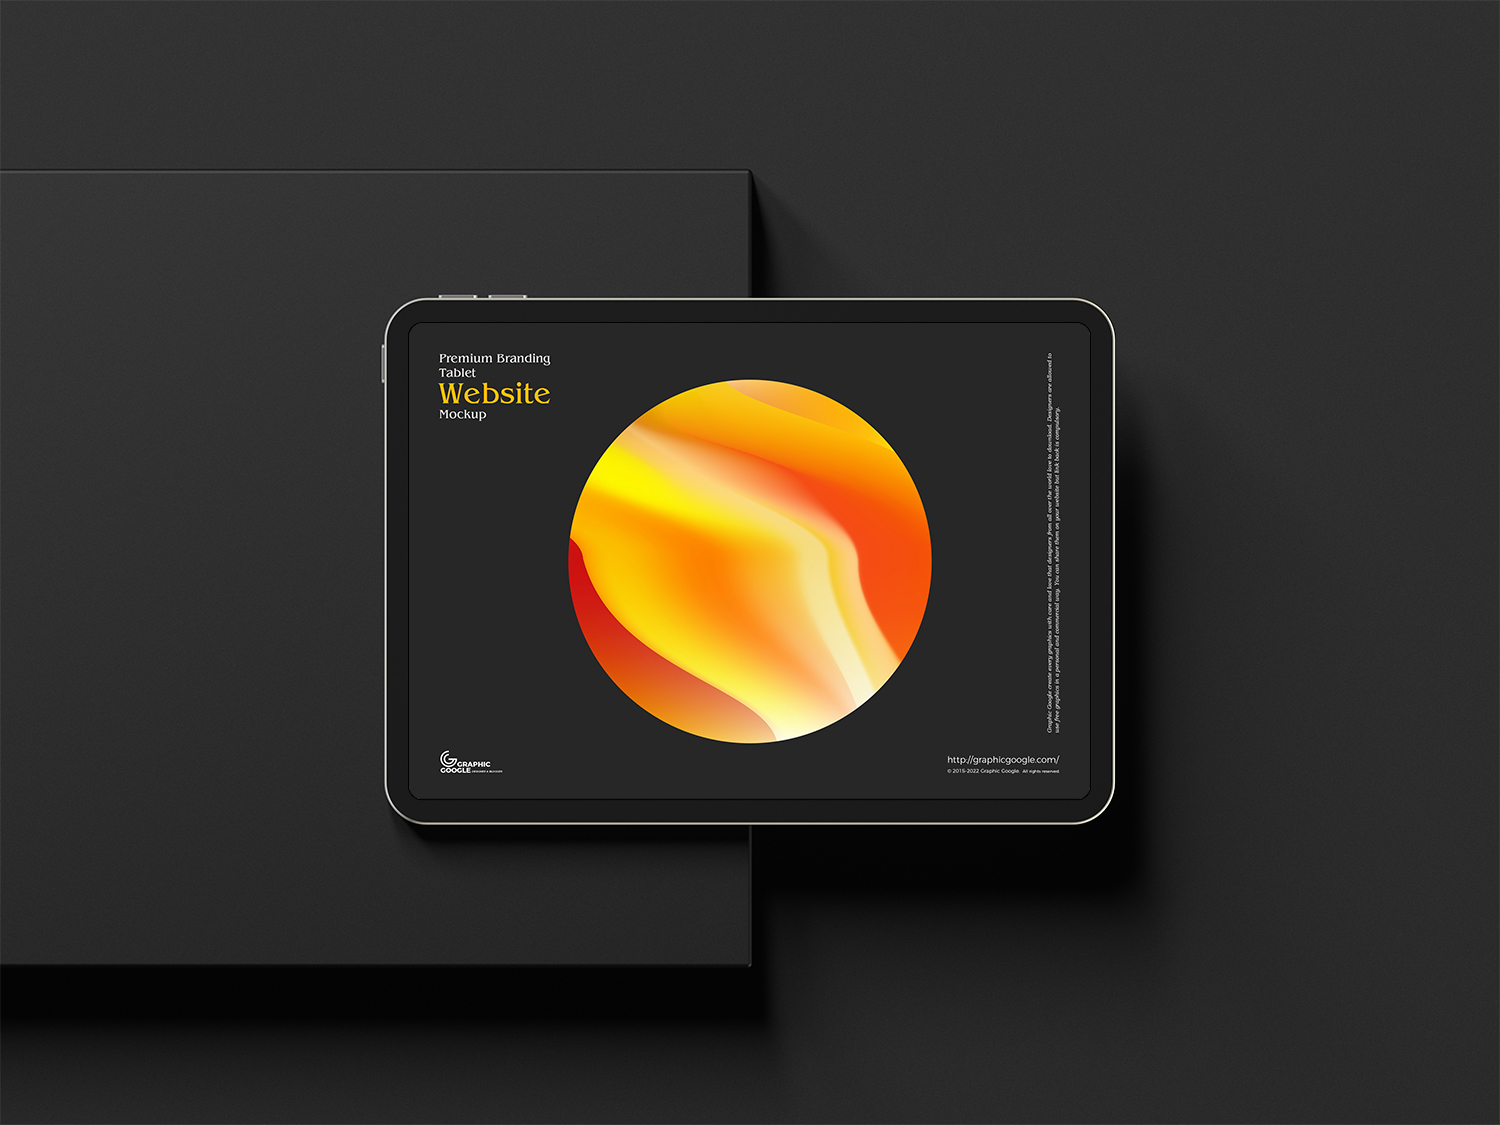 Premium Branding
Tablet
Website
Mockup
Graphic Google create every graphics with care and love that designers from all over the world love to download. Designers are allowed to
use free graphics in a personal and commercial way. You can share them on your website but link back is compulsory.
GRAPHIC
GOOGLE
http://graphicgoogle.com/
© 2015-2022 Graphic Google. All rights reserved.